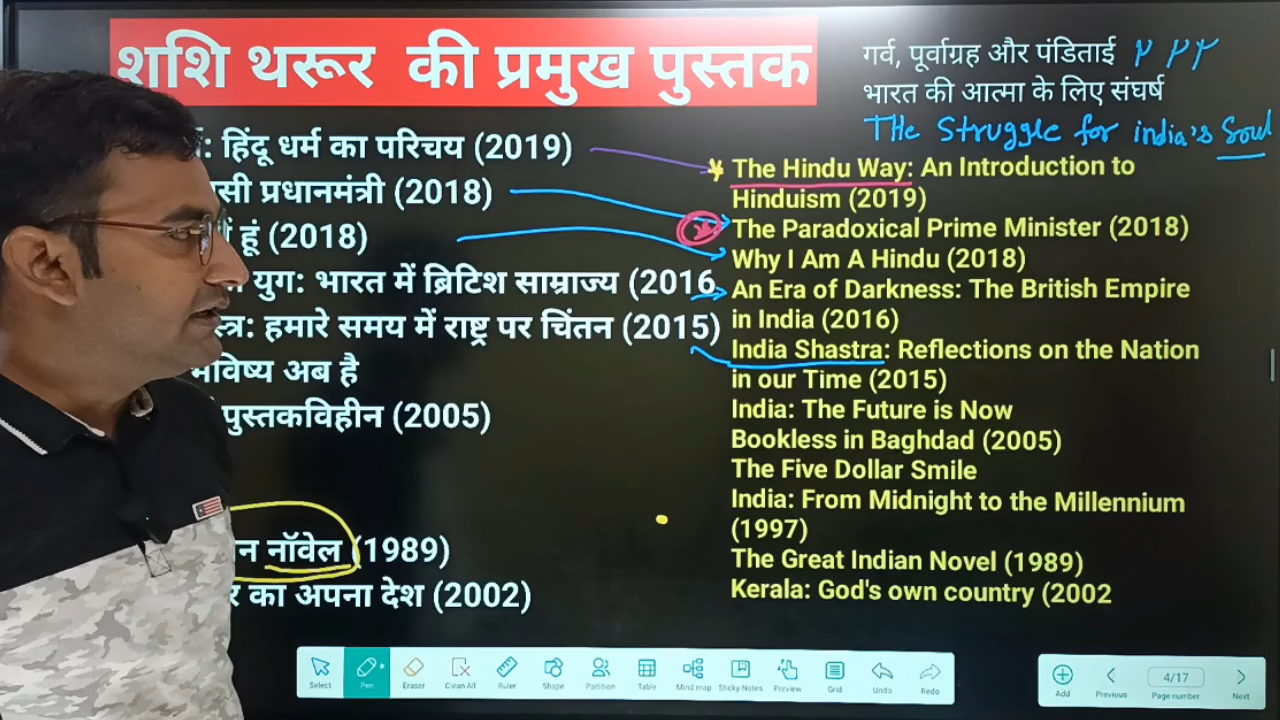 शशि थरूर की प्रमुख पुस्तक
गर्व, पूर्वाग्रह और पंडिताई २ २२
भारत की आत्मा के लिए संघर्ष
THe Struggle for india's Soul
हिंदू धर्म का परिचय (2019)
प्रधानमंत्री (2018)
हूं (2018)
युग: भारत में ब्रिटिश साम्राज्य (2016
हमारे समय में राष्ट्र पर चिंतन (2015)
भविष्य अब है
पुस्तकविहीन (2005)
नॉवेल (1989)
का अपना देश (2002)
The Hindu Way: An Introduction to
Hinduism (2019)
The Paradoxical Prime Minister (2018)
Why I Am A Hindu (2018)
An Era of Darkness: The British Empire
in India (2016)
India Shastra: Reflections on the Nation
in our Time (2015)
India: The Future is Now
Bookless in Baghdad (2005)
The Five Dollar Smile
India: From Midnight to the Millennium
(1997)
The Great Indian Novel (1989)
Kerala: God's own country (2002
Select Pen Eraser Clean All Ruler Shape Partition Table Mind map Sticky Notes Preview Grid Undo Redo
Add Previous 4/17 Page number Next